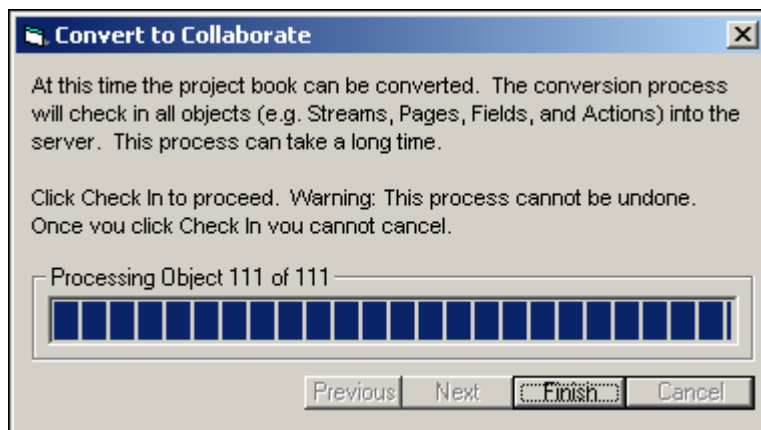 Convert to Collaborate
At this time the project book can be converted. The conversion process
will check in all objects (e.g. Streams, Pages, Fields, and Actions) into the
server. This process can take a long time.
Click Check In to proceed. Warning: This process cannot be undone.
Once you click Check In you cannot cancel.
Processing Object 111 of 111
Previous Next Finish Cancel